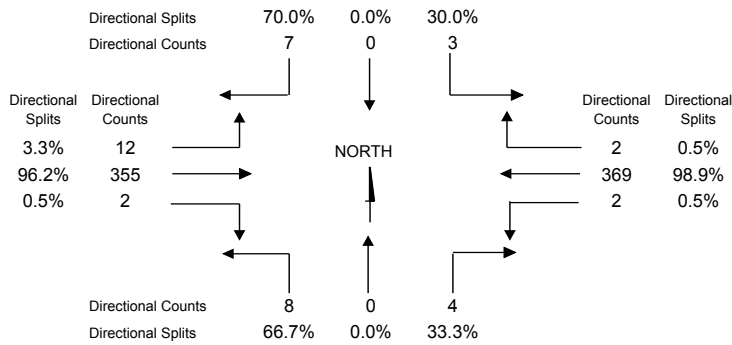 Directional Splits 70.0% 0.0% 30.0%
Directional Counts 7 0 3
Directional Directional Directional Directional
Splits Counts Counts Splits
3.3% 12 2 0.5%
NORTH
96.2% 355 369 98.9%
0.5% 2 2 0.5%
Directional Counts 8 0 4
Directional Splits 66.7% 0.0% 33.3%